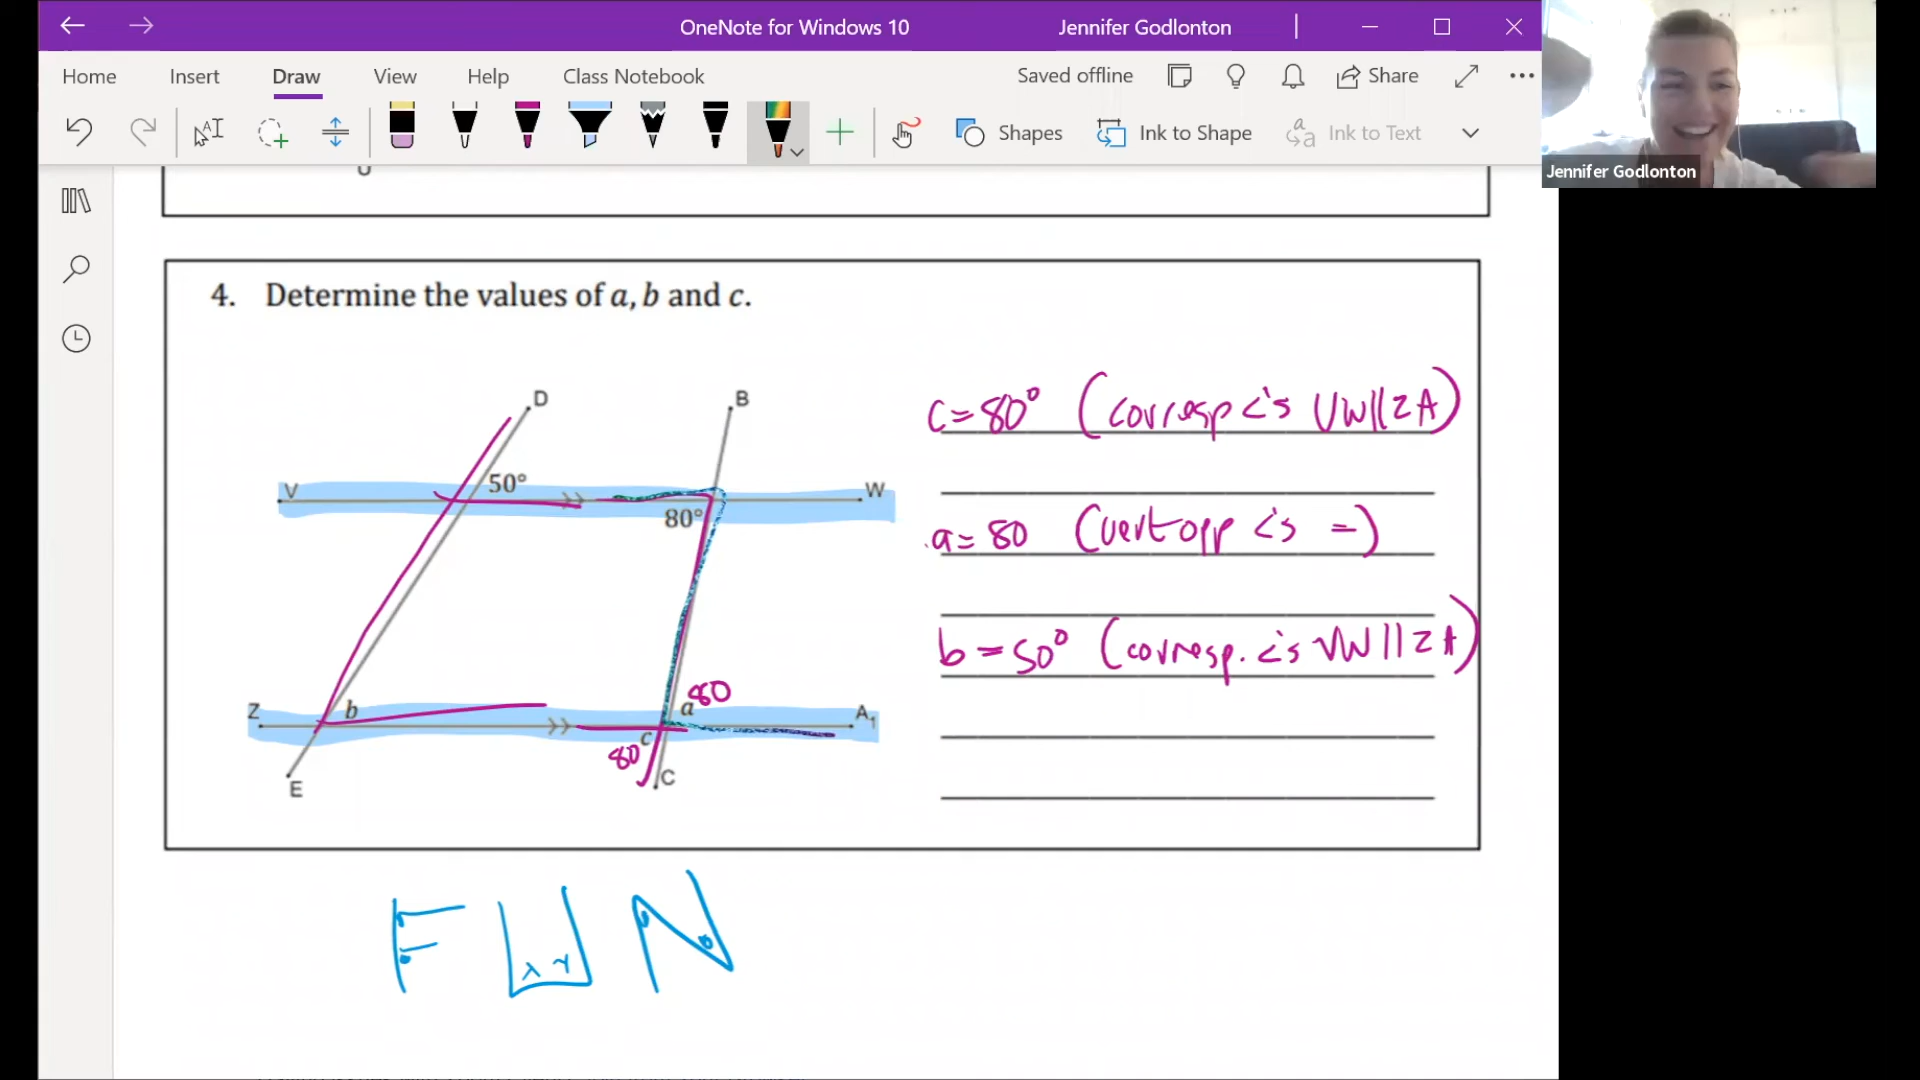 OneNote for Windows 10
Jennifer Godlonton
Home Insert Draw View Help Class Notebook
Saved offline
Share
Shapes
Ink to Shape
Ink to Text
Jennifer Godlonton
4. Determine the values of a, b and c.
D
B
V
50°
W
80°
Z
b
a
80
A₁
c
80
C
E
c=80° (corresp <'s VW||ZA)
a=80 (vert opp <'s =)
b=50° (corresp. <'s VW||ZA)
F U N